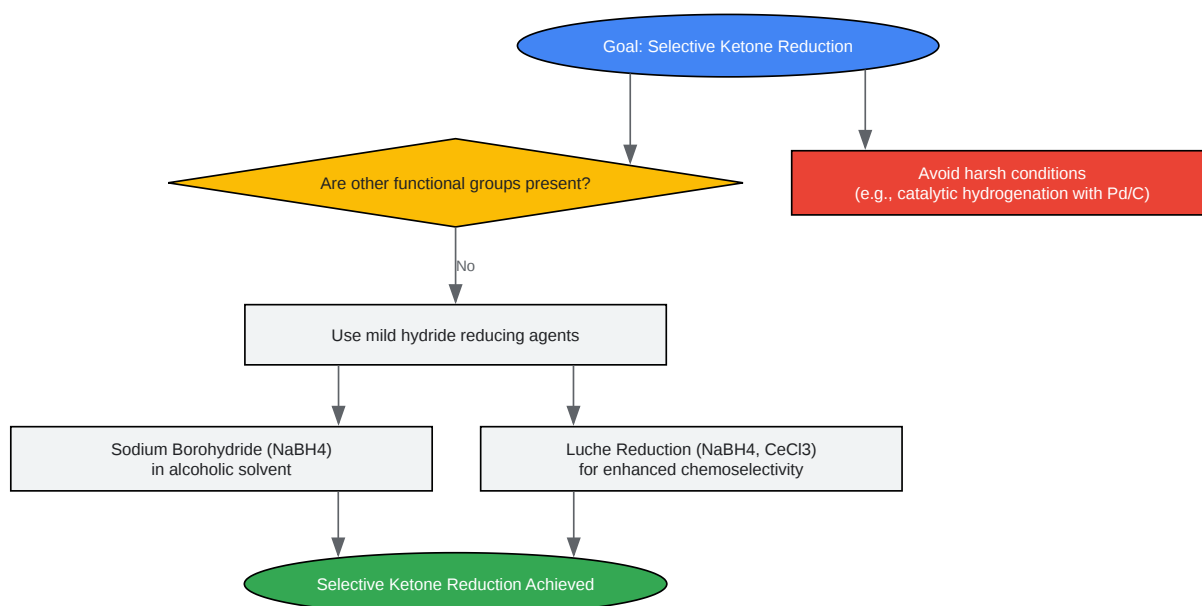 Goal: Selective Ketone Reduction
Are other functional groups present?
Avoid harsh conditions
(e.g., catalytic hydrogenation with Pd/C)
No
Use mild hydride reducing agents
Sodium Borohydride (NaBH4)
in alcoholic solvent
Luche Reduction (NaBH4, CeCl3)
for enhanced chemoselectivity
Selective Ketone Reduction Achieved